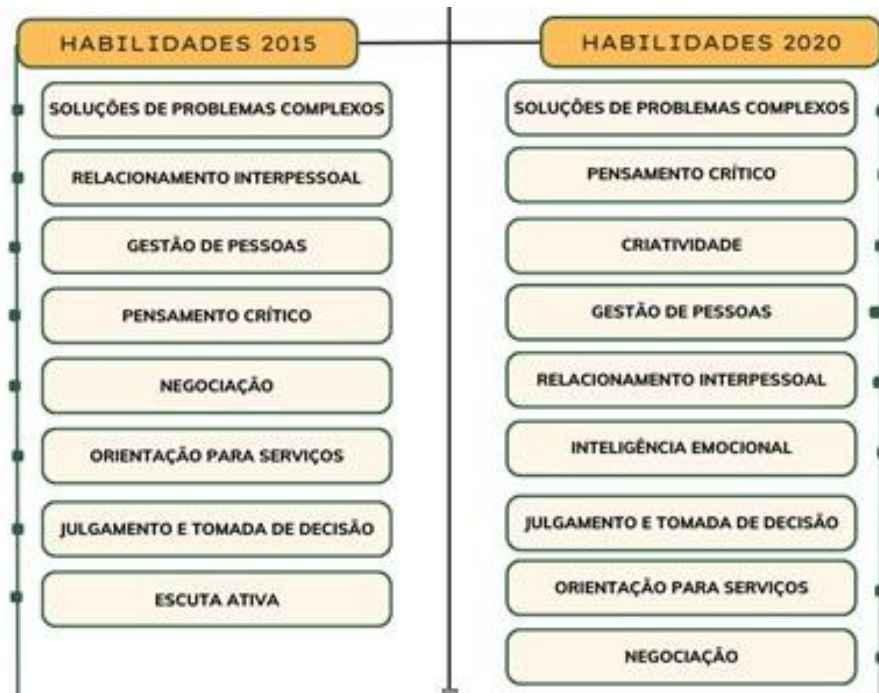 HABILIDADES 2015
SOLUÇÕES DE PROBLEMAS COMPLEXOS
RELACIONAMENTO INTERPESSOAL
GESTÃO DE PESSOAS
PENSAMENTO CRÍTICO
NEGOCIAÇÃO
ORIENTAÇÃO PARA SERVIÇOS
JULGAMENTO E TOMADA DE DECISÃO
ESCUTA ATIVA
HABILIDADES 2020
SOLUÇÕES DE PROBLEMAS COMPLEXOS
PENSAMENTO CRÍTICO
CRIATIVIDADE
GESTÃO DE PESSOAS
RELACIONAMENTO INTERPESSOAL
INTELIGÊNCIA EMOCIONAL
JULGAMENTO E TOMADA DE DECISÃO
ORIENTAÇÃO PARA SERVIÇOS
NEGOCIAÇÃO